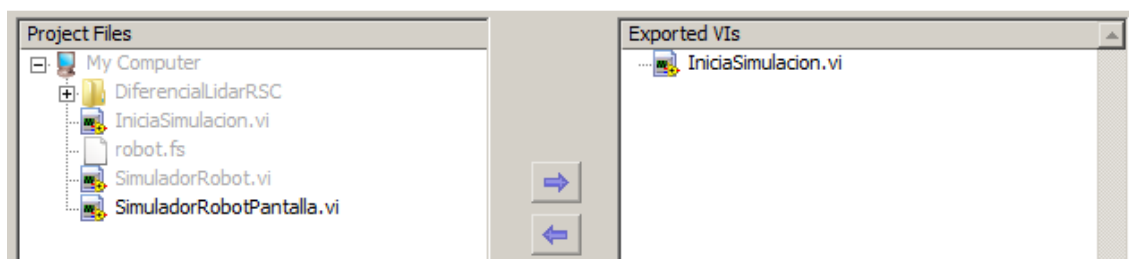 Project Files
My Computer
DiferencialLidarRSC
IniciaSimulacion.vi
robot.fs
SimuladorRobot.vi
SimuladorRobotPantalla.vi
Exported VIs
IniciaSimulacion.vi